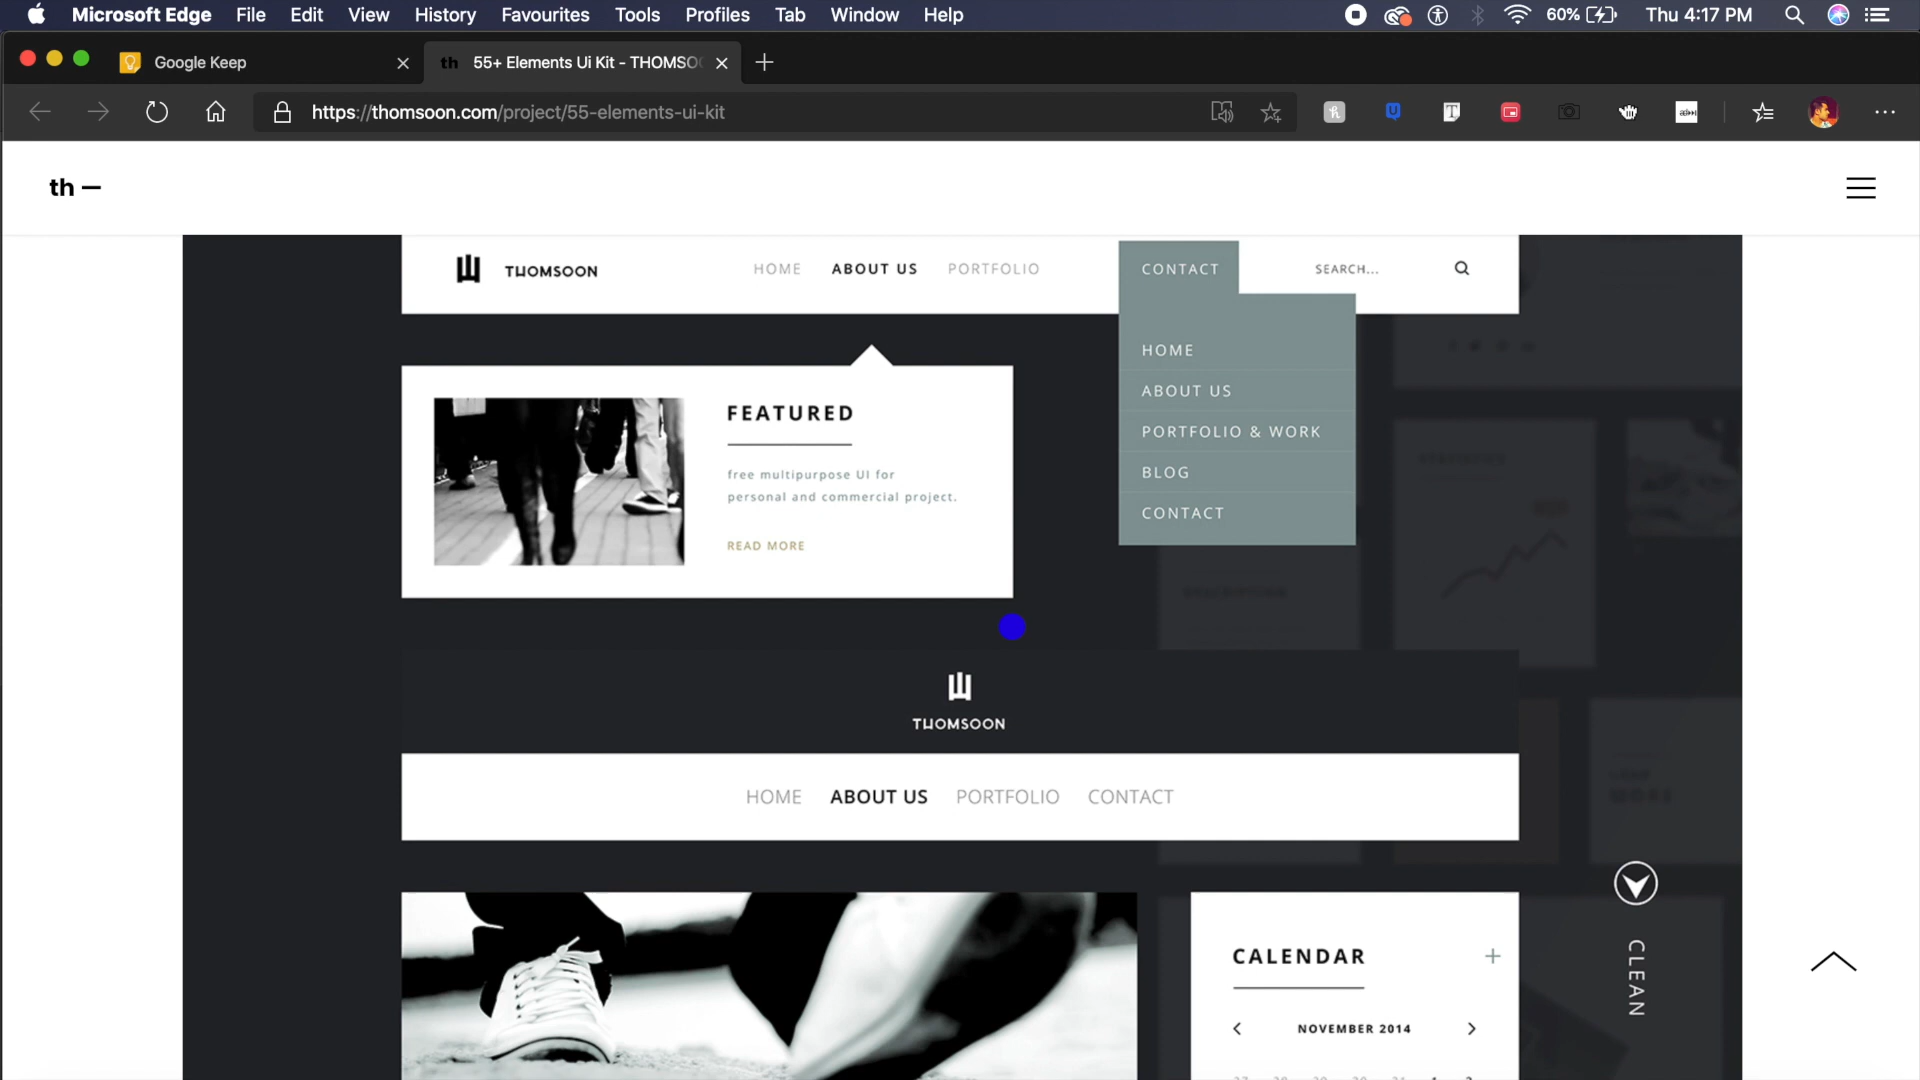 Microsoft Edge File Edit View History Favourites Tools Profiles Tab Window Help 60% Thu 4:17 PM
Google Keep
th 55+ Elements Ui Kit - THOMSOO
https://thomsoon.com/project/55-elements-ui-kit
th —
THOMSOON HOME ABOUT US PORTFOLIO CONTACT SEARCH...
HOME
ABOUT US
PORTFOLIO & WORK
BLOG
CONTACT
FEATURED
free multipurpose UI for
personal and commercial project.
READ MORE
THOMSOON
HOME ABOUT US PORTFOLIO CONTACT
CALENDAR
NOVEMBER 2014
CLEAN